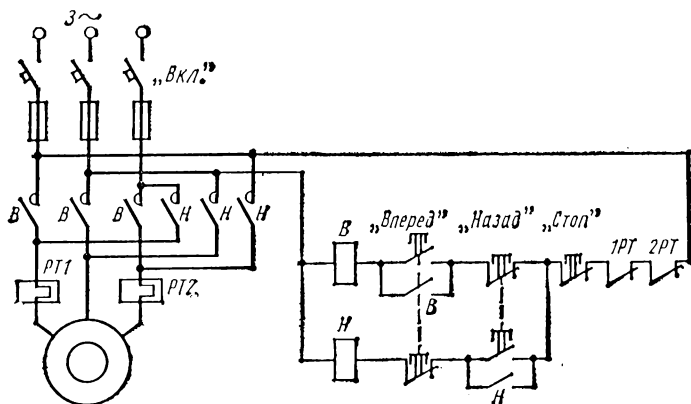 3~
„Вкл.”
В
В
В
Н
Н
Н
РТ1
РТ2
В
„Вперед”
„Назад”
„Стоп”
1РТ
2РТ
В
Н
Н